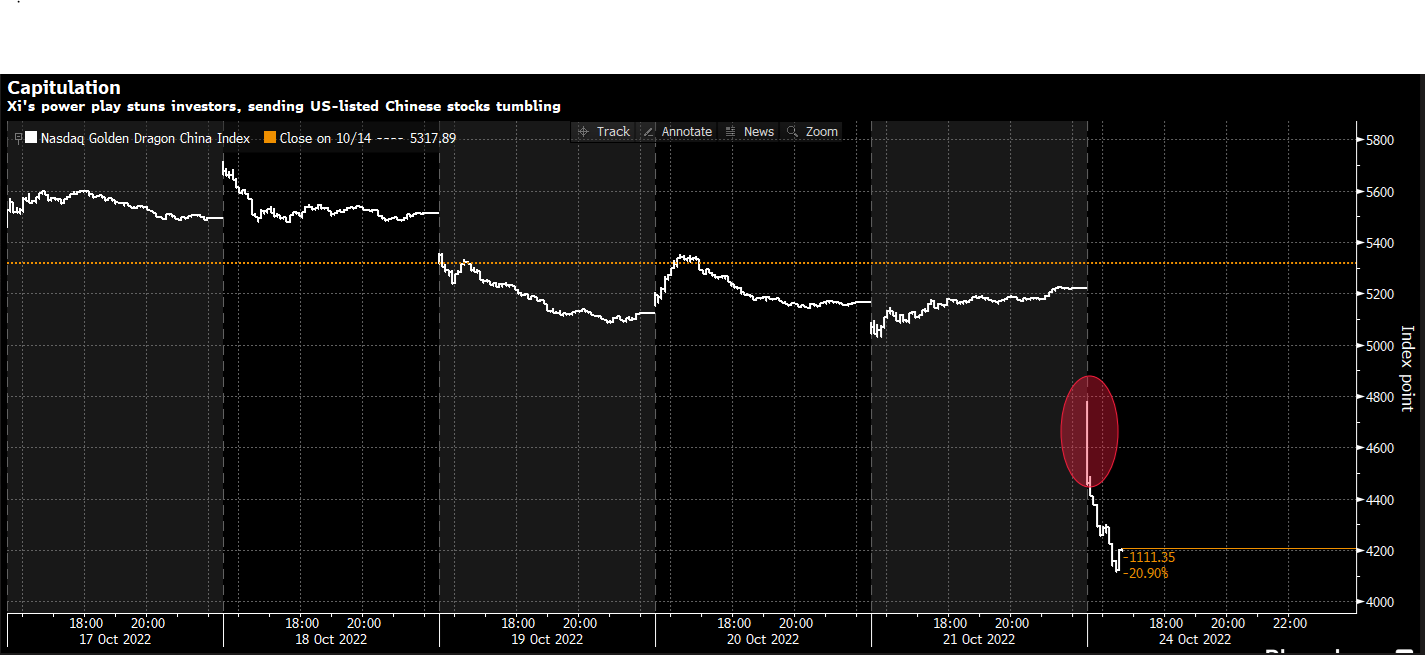 Capitulation
Xi's power play stuns investors, sending US-listed Chinese stocks tumbling
Nasdaq Golden Dragon China Index Close on 10/14 ---- 5317.89
Track Annotate News Zoom
5800
5600
5400
5200
5000
4800
4600
4400
4200
4000
Index point
-1111.35
-20.90%
18:00 20:00 18:00 20:00 18:00 20:00 18:00 20:00 18:00 20:00 18:00 20:00 22:00
17 Oct 2022 18 Oct 2022 19 Oct 2022 20 Oct 2022 21 Oct 2022 24 Oct 2022